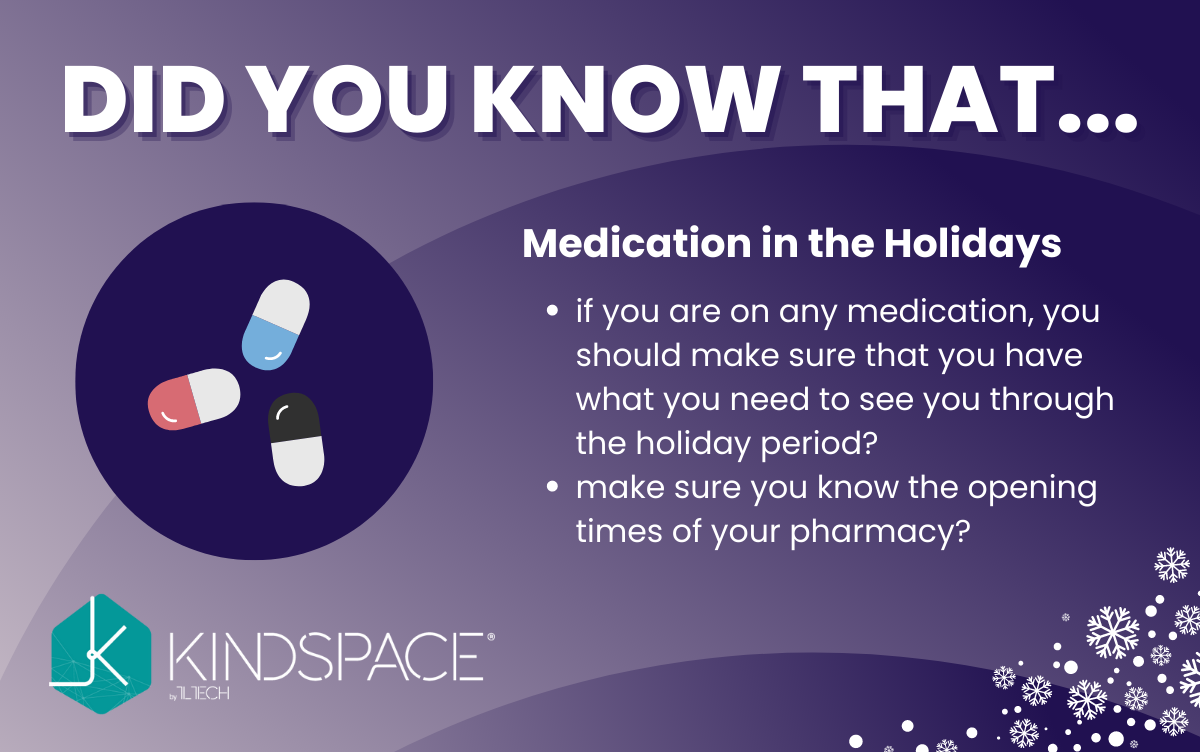 DID YOU KNOW THAT...
Medication in the Holidays
• if you are on any medication, you
should make sure that you have
what you need to see you through
the holiday period?
• make sure you know the opening
times of your pharmacy?
KINDSPACE®
by TLTECH